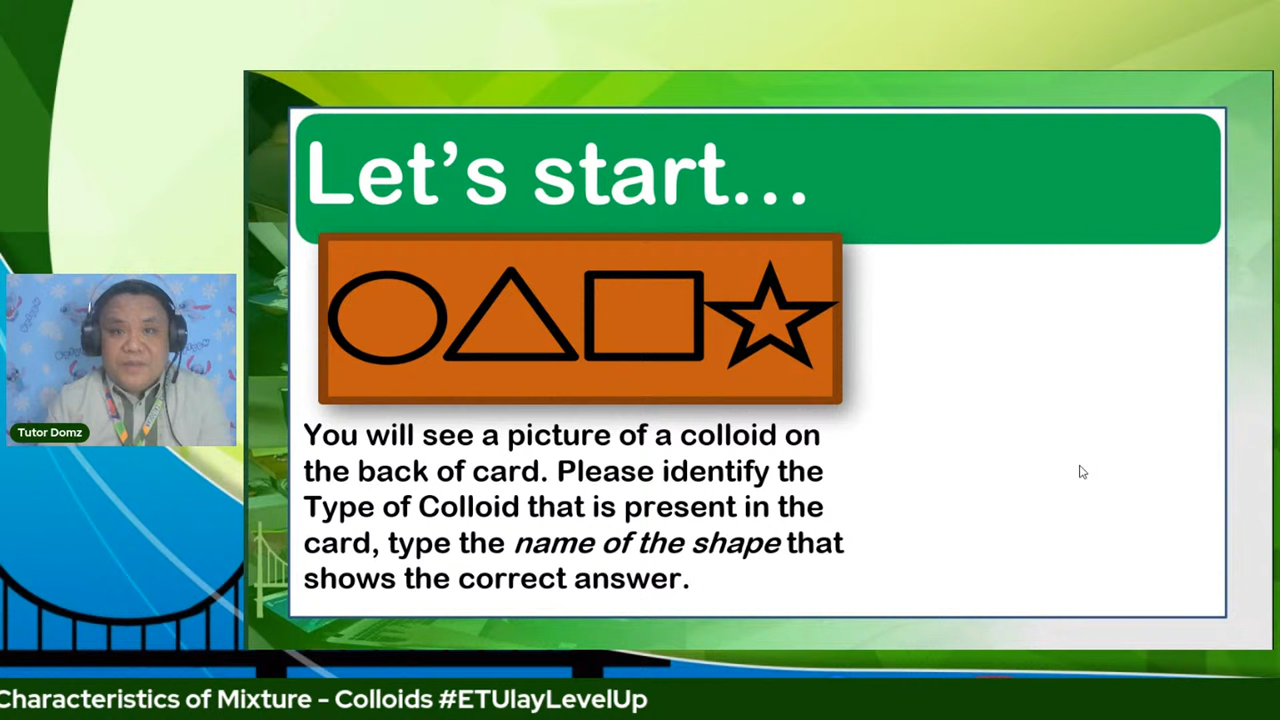 Let's start...
You will see a picture of a colloid on
the back of card. Please identify the
Type of Colloid that is present in the
card, type the name of the shape that
shows the correct answer.
Tutor Domz
Characteristics of Mixture - Colloids #ETUlayLevelUp